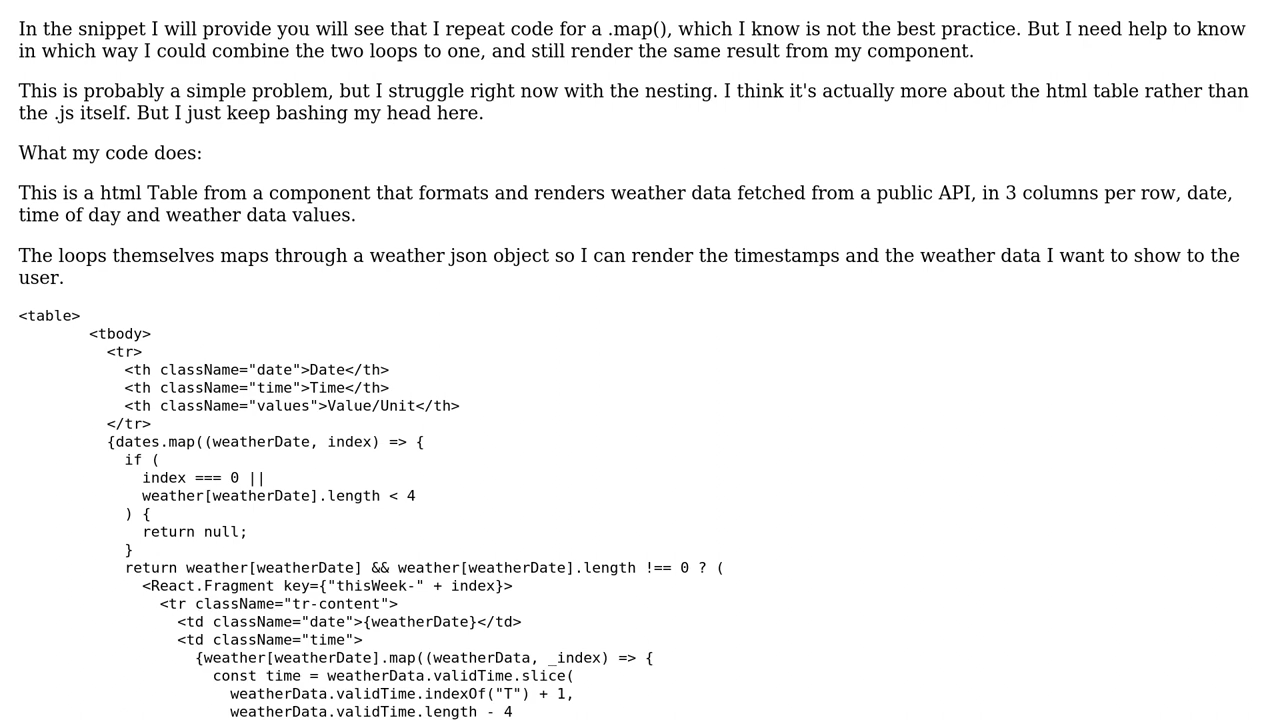 In the snippet I will provide you will see that I repeat code for a .map(), which I know is not the best practice. But I need help to know
in which way I could combine the two loops to one, and still render the same result from my component.
This is probably a simple problem, but I struggle right now with the nesting. I think it's actually more about the html table rather than
the .js itself. But I just keep bashing my head here.
What my code does:
This is a html Table from a component that formats and renders weather data fetched from a public API, in 3 columns per row, date,
time of day and weather data values.
The loops themselves maps through a weather json object so I can render the timestamps and the weather data I want to show to the
user.
<table>
        <tbody>
          <tr>
            <th className="date">Date</th>
            <th className="time">Time</th>
            <th className="values">Value/Unit</th>
          </tr>
          {dates.map((weatherDate, index) => {
            if (
              index === 0 ||
              weather[weatherDate].length < 4
            ) {
              return null;
            }
            return weather[weatherDate] && weather[weatherDate].length !== 0 ? (
              <React.Fragment key={"thisWeek-" + index}>
                <tr className="tr-content">
                  <td className="date">{weatherDate}</td>
                  <td className="time">
                    {weather[weatherDate].map((weatherData, _index) => {
                      const time = weatherData.validTime.slice(
                        weatherData.validTime.indexOf("T") + 1,
                        weatherData.validTime.length - 4